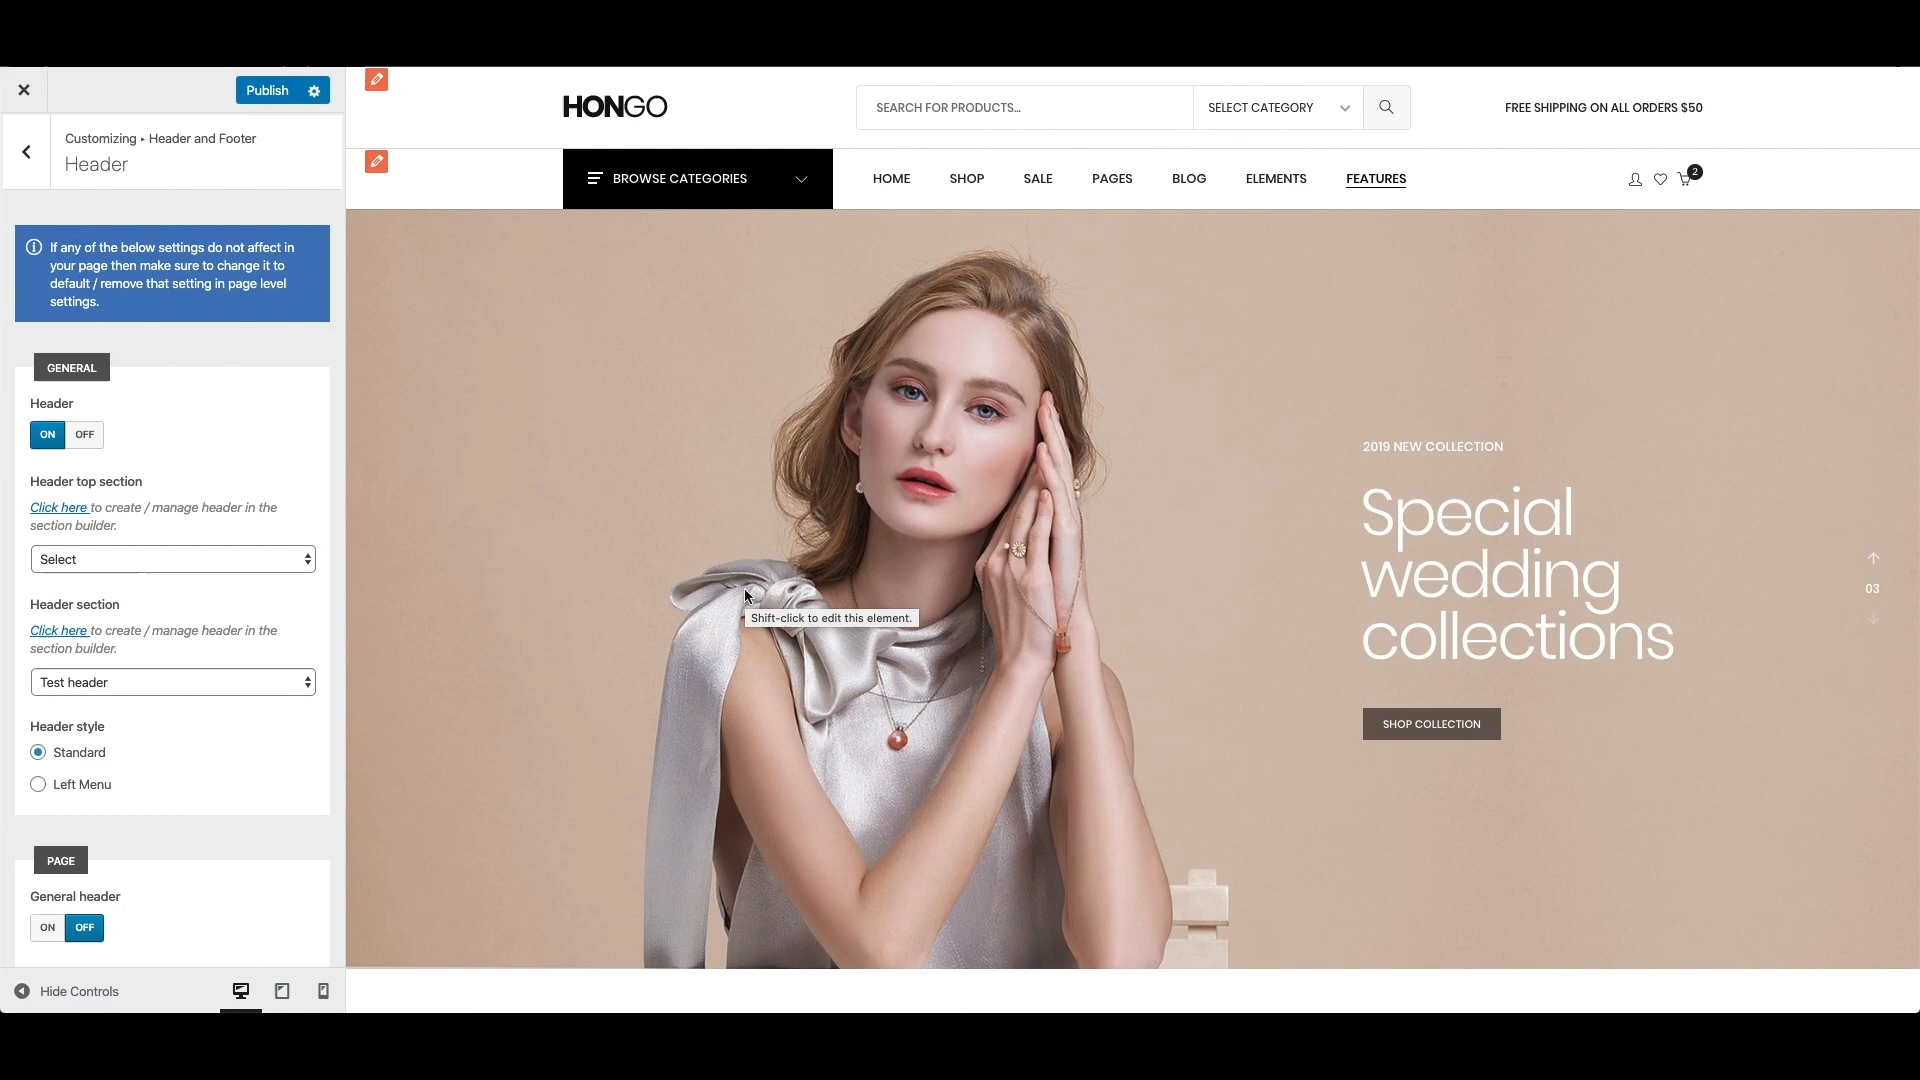 Publish
Customizing ▸ Header and Footer
Header
If any of the below settings do not affect in
your page then make sure to change it to
default / remove that setting in page level
settings.
GENERAL
Header
ON OFF
Header top section
Click here to create / manage header in the
section builder.
Select
Header section
Click here to create / manage header in the
section builder.
Test header
Header style
Standard
Left Menu
PAGE
General header
ON OFF
Hide Controls
HONGO
SEARCH FOR PRODUCTS...
SELECT CATEGORY
FREE SHIPPING ON ALL ORDERS $50
BROWSE CATEGORIES
HOME SHOP SALE PAGES BLOG ELEMENTS FEATURES
2
2019 NEW COLLECTION
Special
wedding
collections
SHOP COLLECTION
03
Shift-click to edit this element.